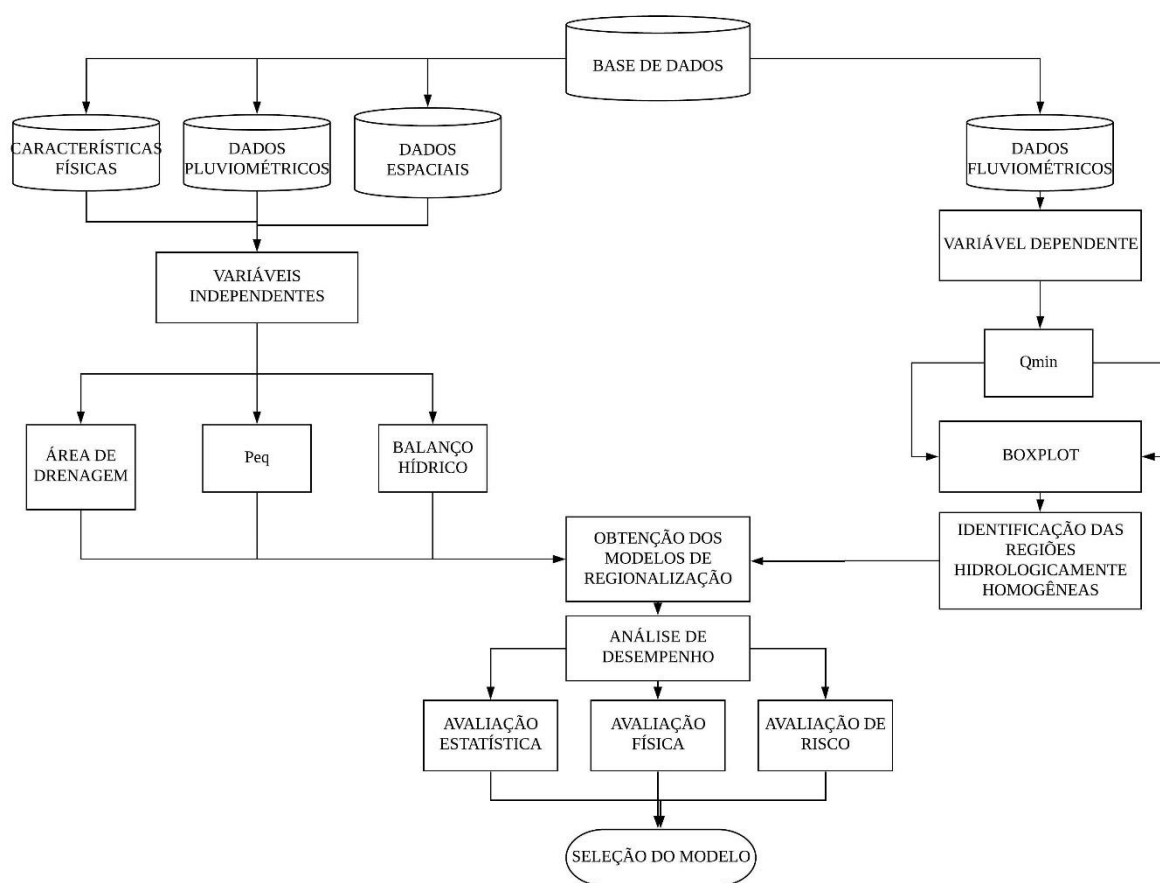 BASE DE DADOS
CARACTERÍSTICAS
FÍSICAS
DADOS
PLUVIOMÉTRICOS
DADOS
ESPACIAIS
DADOS
FLUVIOMÉTRICOS
VARIÁVEIS
INDEPENDENTES
VARIÁVEL DEPENDENTE
Qmin
ÁREA DE
DRENAGEM
Peq
BALANÇO
HÍDRICO
BOXPLOT
IDENTIFICAÇÃO DAS
REGIÕES
HIDROLOGICAMENTE
HOMOGÊNEAS
OBTENÇÃO DOS
MODELOS DE
REGIONALIZAÇÃO
ANÁLISE DE
DESEMPENHO
AVALIAÇÃO
ESTATÍSTICA
AVALIAÇÃO
FÍSICA
AVALIAÇÃO DE
RISCO
SELEÇÃO DO MODELO